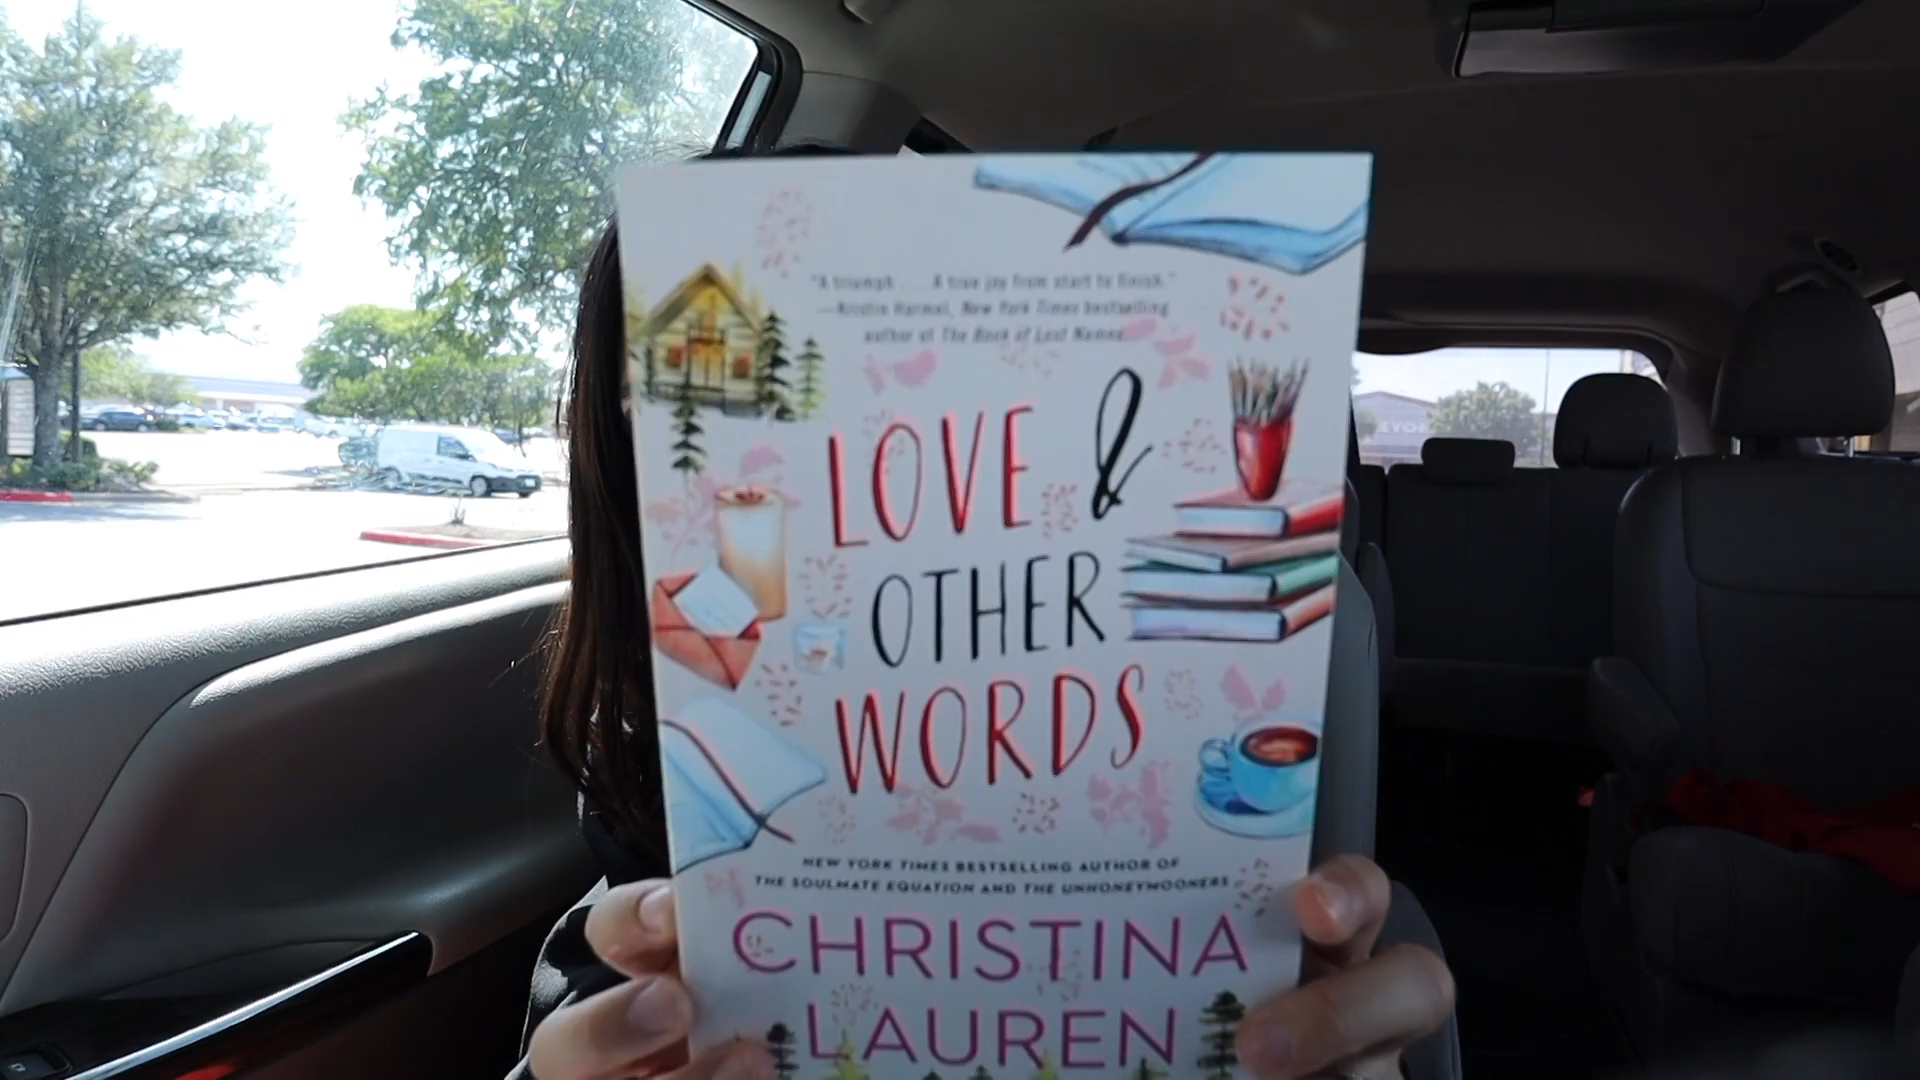 "A triumph . . . A true joy from start to finish."
—Kristin Harmel, New York Times bestselling
author of The Book of Lost Names
LOVE &
OTHER
WORDS
NEW YORK TIMES BESTSELLING AUTHOR OF
THE SOULMATE EQUATION AND THE UNHONEYMOONERS
CHRISTINA
LAUREN